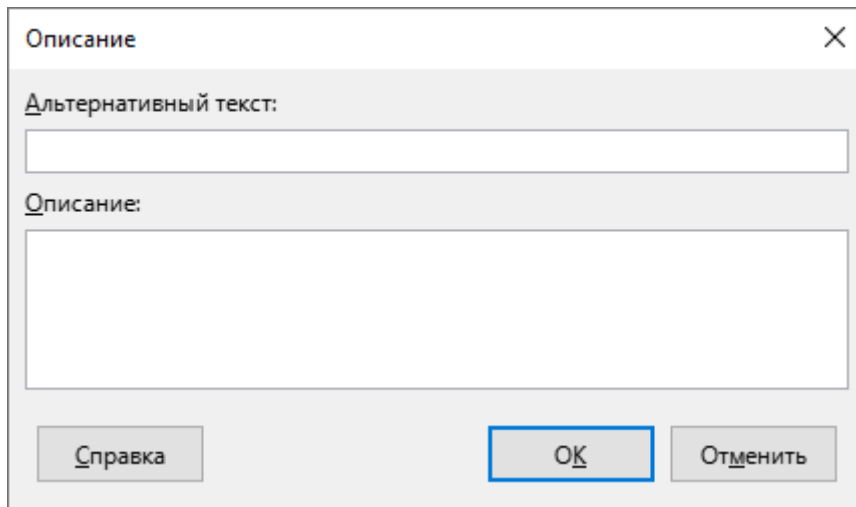 Описание
Альтернативный текст:
Описание:
Справка
ОК
Отменить